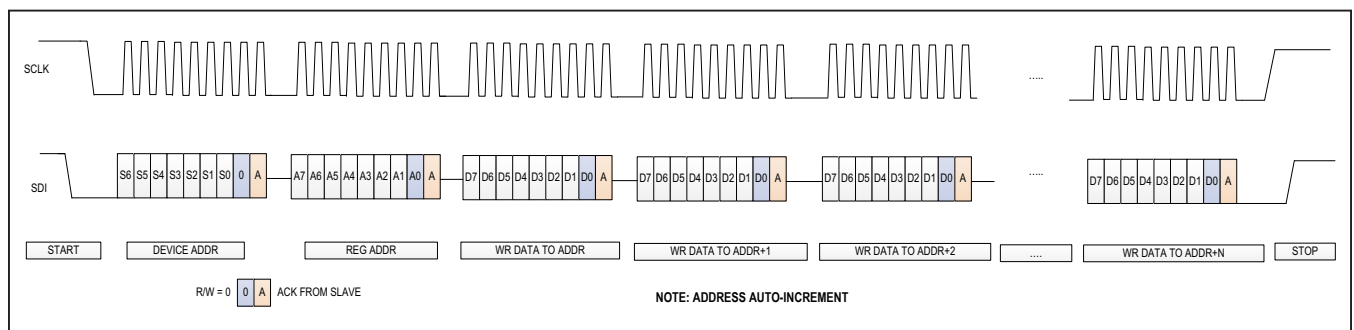 SCLK
.....
SDI
S6 S5 S4 S3 S2 S1 S0 0 A
A7 A6 A5 A4 A3 A2 A1 A0 A
D7 D6 D5 D4 D3 D2 D1 D0 A
D7 D6 D5 D4 D3 D2 D1 D0 A
D7 D6 D5 D4 D3 D2 D1 D0 A
.....
D7 D6 D5 D4 D3 D2 D1 D0 A
START
DEVICE ADDR
REG ADDR
WR DATA TO ADDR
WR DATA TO ADDR+1
WR DATA TO ADDR+2
....
WR DATA TO ADDR+N
STOP
R/W = 0 0 A ACK FROM SLAVE
NOTE: ADDRESS AUTO-INCREMENT